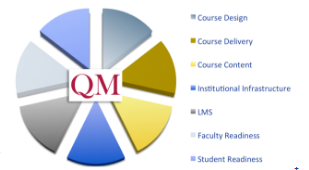 QM
Course Design
Course Delivery
Course Content
Institutional Infrastructure
LMS
Faculty Readiness
Student Readiness